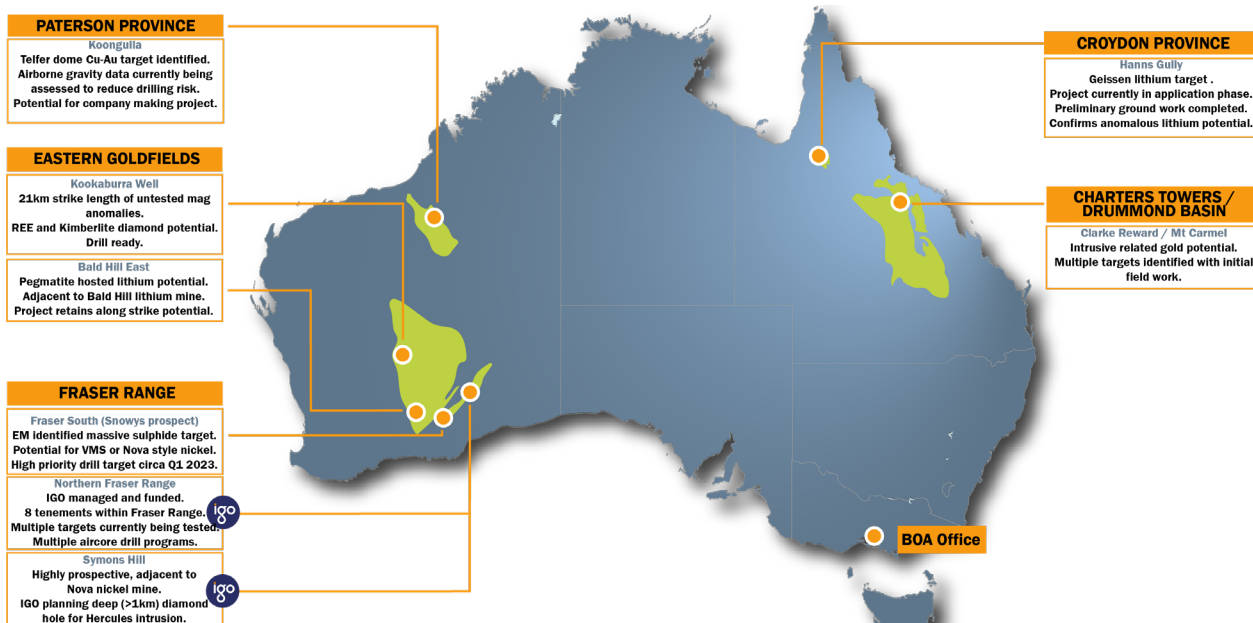 PATERSON PROVINCE
Koongulla
Telfer dome Cu-Au target identified.
Airborne gravity data currently being
assessed to reduce drilling risk.
Potential for company making project.
EASTERN GOLDFIELDS
Kookaburra Well
21km strike length of untested mag
anomalies.
REE and Kimberlite diamond potential.
Drill ready.
Bald Hill East
Pegmatite hosted lithium potential.
Adjacent to Bald Hill lithium mine.
Project retains along strike potential.
FRASER RANGE
Fraser South (Snowys prospect)
EM identified massive sulphide target.
Potential for VMS or Nova style nickel.
High priority drill target circa Q1 2023.
Northern Fraser Range
IGO managed and funded.
8 tenements within Fraser Range.
Multiple targets currently being tested.
Multiple aircore drill programs.
igo
Symons Hill
Highly prospective, adjacent to
Nova nickel mine.
IGO planning deep (>1km) diamond
hole for Hercules intrusion.
igo
CROYDON PROVINCE
Hanns Gully
Geissen lithium target .
Project currently in application phase.
Preliminary ground work completed.
Confirms anomalous lithium potential.
CHARTERS TOWERS /
DRUMMOND BASIN
Clarke Reward / Mt Carmel
Intrusive related gold potential.
Multiple targets identified with initial
field work.
BOA Office